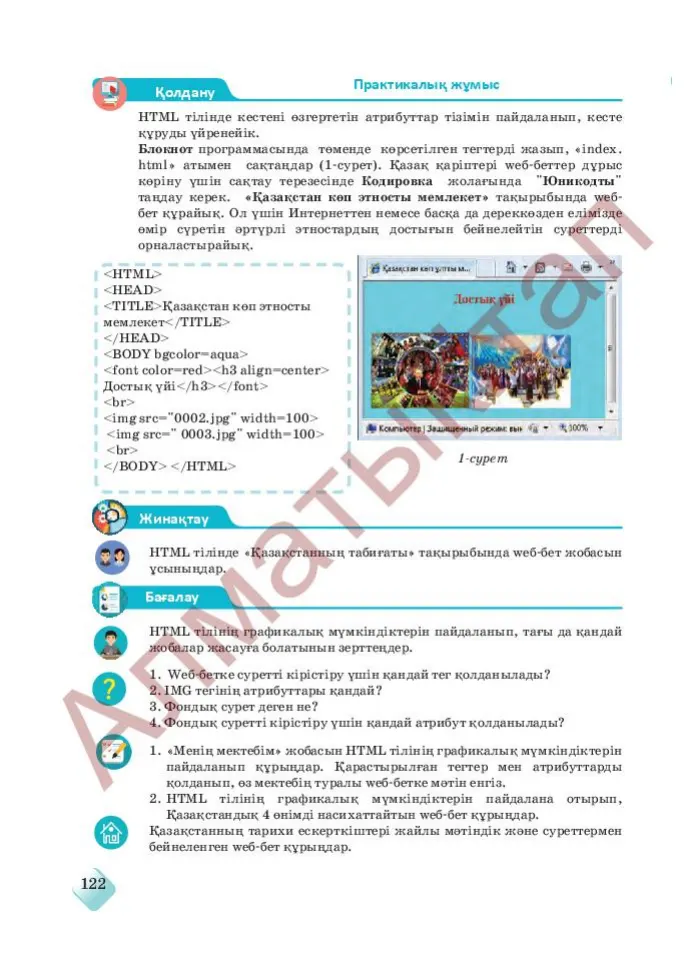 Қолдану
Практикалық жұмыс
HTML тілінде кестені өзгертетін атрибуттар тізімін пайдаланып, кесте
құруды үйренейік.
Блокнот программасында төменде көрсетілген тегтерді жазып, «index.
html» атымен сақтаңдар (1-сурет). Қазақ қаріптері web-беттер дұрыс
көріну үшін сақтау терезесінде Кодировка жолағында "Юникодты"
таңдау керек. «Қазақстан көп этносты мемлекет» тақырыбында web-
бет құрайық. Ол үшін Интернеттен немесе басқа да дереккөзден елімізде
өмір сүретін әртүрлі этностардың достығын бейнелейтін суреттерді
орналастырайық.
<HTML>
<HEAD>
<TITLE>Қазақстан көп этносты
мемлекет</TITLE>
</HEAD>
<BODY bgcolor=aqua>
<font color=red><h3 align=center>
Достық үйі</h3></font>
<br>
<img src="0002.jpg" width=100>
<img src=" 0003.jpg" width=100>
<br>
</BODY> </HTML>
Қазақстан көп ұлтты м...
Достық үйі
Компьютер | Защищенный режим: вык
100%
1-сурет
Жинақтау
HTML тілінде «Қазақстанның табиғаты» тақырыбында web-бет жобасын
ұсыныңдар.
Бағалау
HTML тілінің графикалық мүмкіндіктерін пайдаланып, тағы да қандай
жобалар жасауға болатынын зерттеңдер.
?
1. Web-бетке суретті кірістіру үшін қандай тег қолданылады?
2. IMG тегінің атрибуттары қандай?
3. Фондық сурет деген не?
4. Фондық суретті кірістіру үшін қандай атрибут қолданылады?
1. «Менің мектебім» жобасын HTML тілінің графикалық мүмкіндіктерін
пайдаланып құрыңдар. Қарастырылған тегтер мен атрибуттарды
қолданып, өз мектебің туралы web-бетке мәтін енгіз.
2. HTML тілінің графикалық мүмкіндіктерін пайдалана отырып,
Қазақстандық 4 өнімді насихаттайтын web-бет құрыңдар.
Қазақстанның тарихи ескерткіштері жайлы мәтіндік және суреттермен
бейнеленген web-бет құрыңдар.
122
Алматыкітап